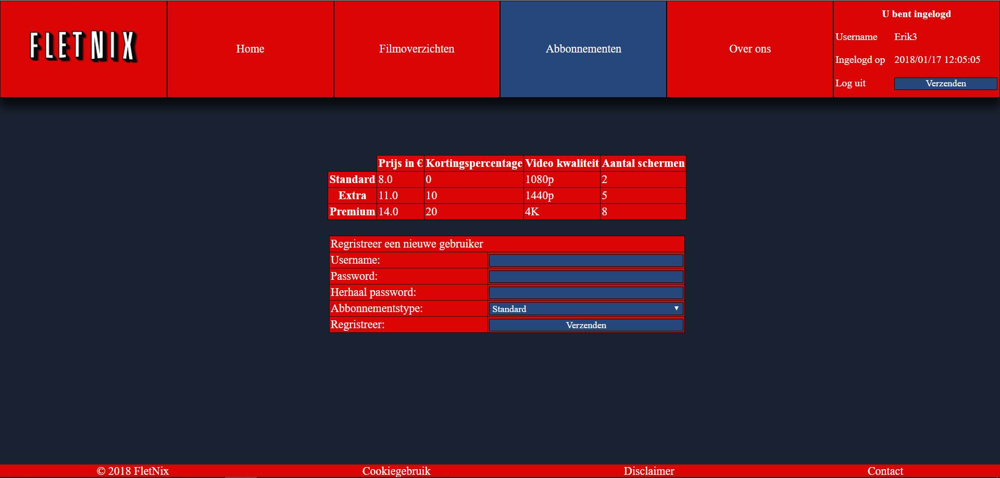 FLETNIX
Home
Filmoverzichten
Abbonnementen
Over ons
U bent ingelogd
Username Erik3
Ingelogd op 2018/01/17 12:05:05
Log uit Verzenden
Prijs in € Kortingspercentage Video kwaliteit Aantal schermen
Standard 8.0 0 1080p 2
Extra 11.0 10 1440p 5
Premium 14.0 20 4K 8
Regristreer een nieuwe gebruiker
Username:
Password:
Herhaal password:
Abbonnementstype: Standard
Regristreer: Verzenden
© 2018 FletNix Cookiegebruik Disclaimer Contact